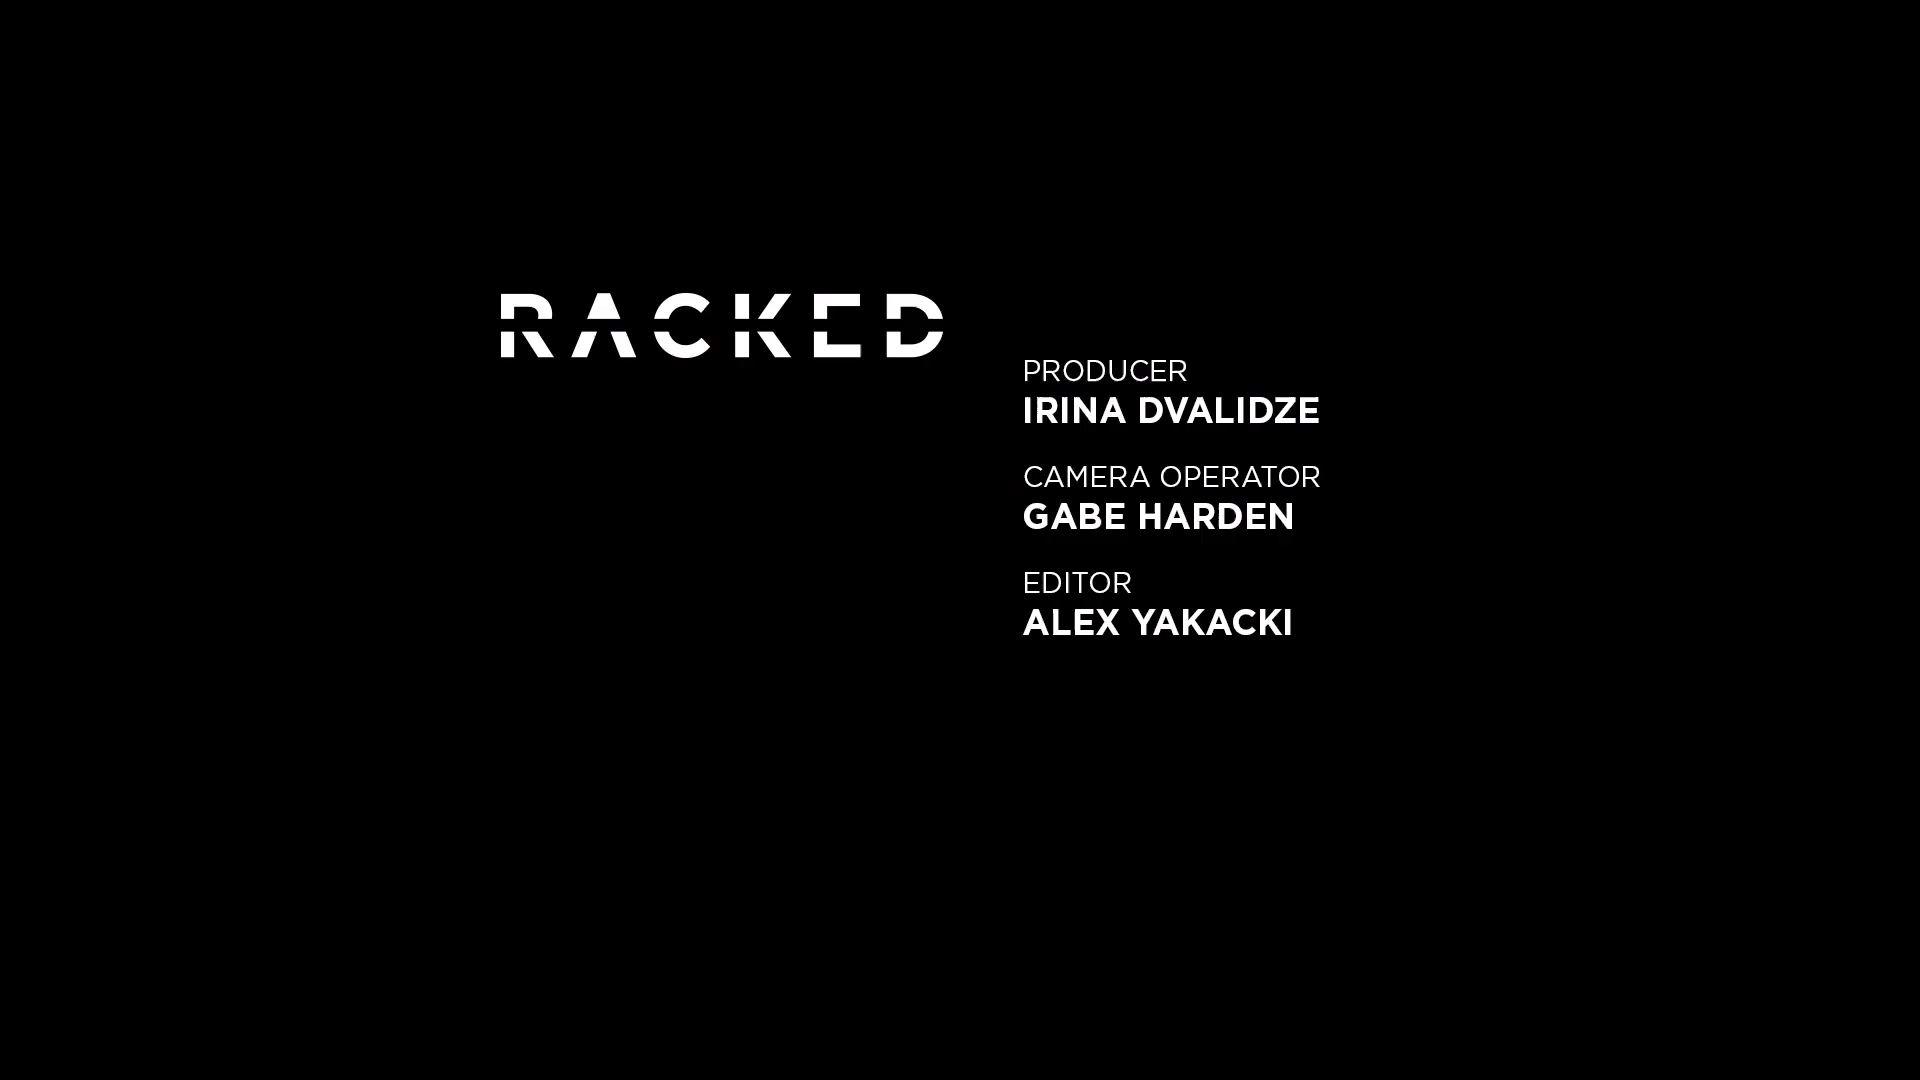 RACKED
PRODUCER
IRINA DVALIDZE
CAMERA OPERATOR
GABE HARDEN
EDITOR
ALEX YAKACKI